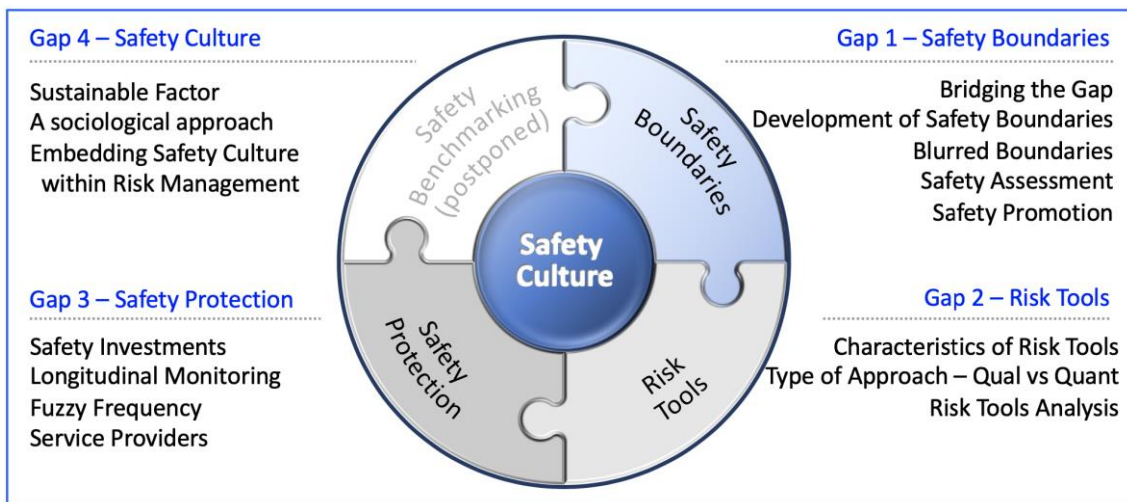 Gap 4 – Safety Culture
Sustainable Factor
A sociological approach
Embedding Safety Culture
within Risk Management
Gap 1 – Safety Boundaries
Bridging the Gap
Development of Safety Boundaries
Blurred Boundaries
Safety Assessment
Safety Promotion
Safety
Benchmarking
(postponed)
Safety
Boundaries
Safety
Culture
Gap 3 – Safety Protection
Safety Investments
Longitudinal Monitoring
Fuzzy Frequency
Service Providers
Safety
Protection
Risk
Tools
Gap 2 – Risk Tools
Characteristics of Risk Tools
Type of Approach – Qual vs Quant
Risk Tools Analysis